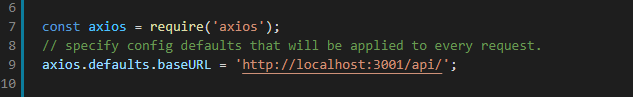 6
7 const axios = require('axios');
8 // specify config defaults that will be applied to every request.
9 axios.defaults.baseURL = 'http://localhost:3001/api/';
10